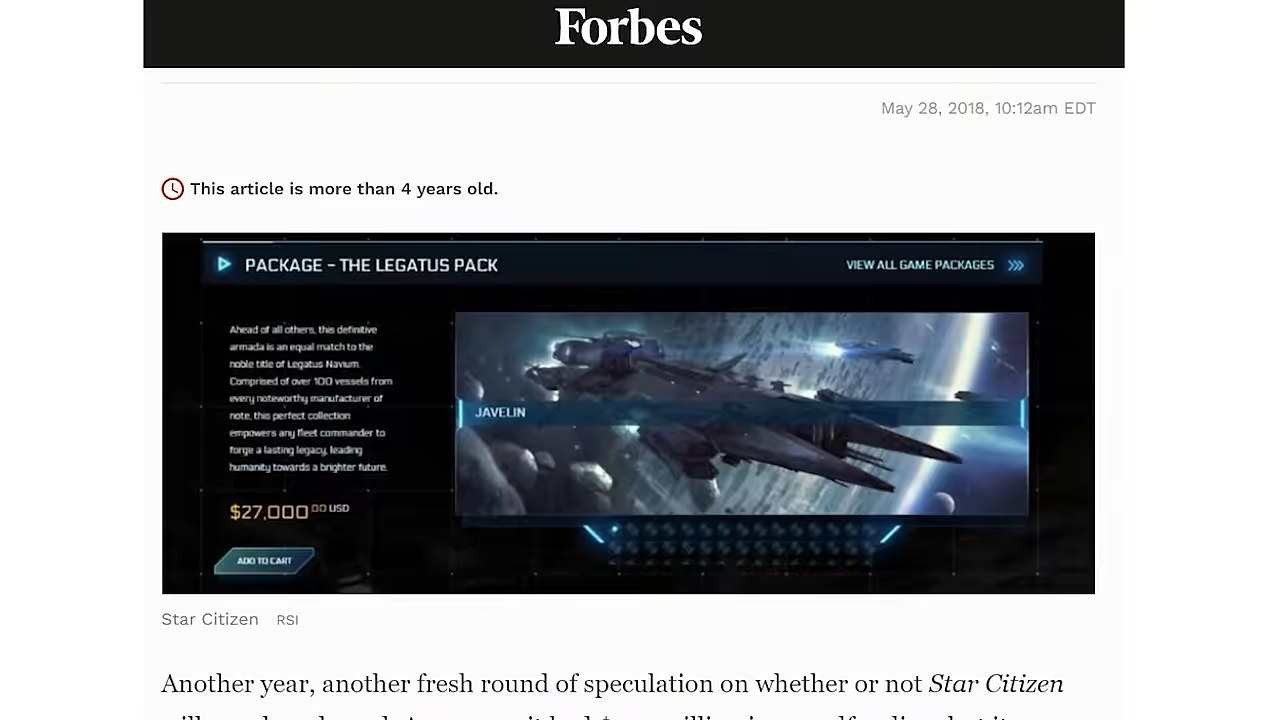 Forbes
May 28, 2018, 10:12am EDT
This article is more than 4 years old.
PACKAGE - THE LEGATUS PACK
VIEW ALL GAME PACKAGES
Ahead of all others, this definitive
armada is an equal match to the
noble title of Legatus Navium.
Comprised of over 100 vessels from
every noteworthy manufacturer of
note, this perfect collection
empowers any fleet commander to
forge a lasting legacy, leading
humanity towards a brighter future.
JAVELIN
$27,000 00 USD
ADD TO CART
Star Citizen RSI
Another year, another fresh round of speculation on whether or not Star Citizen